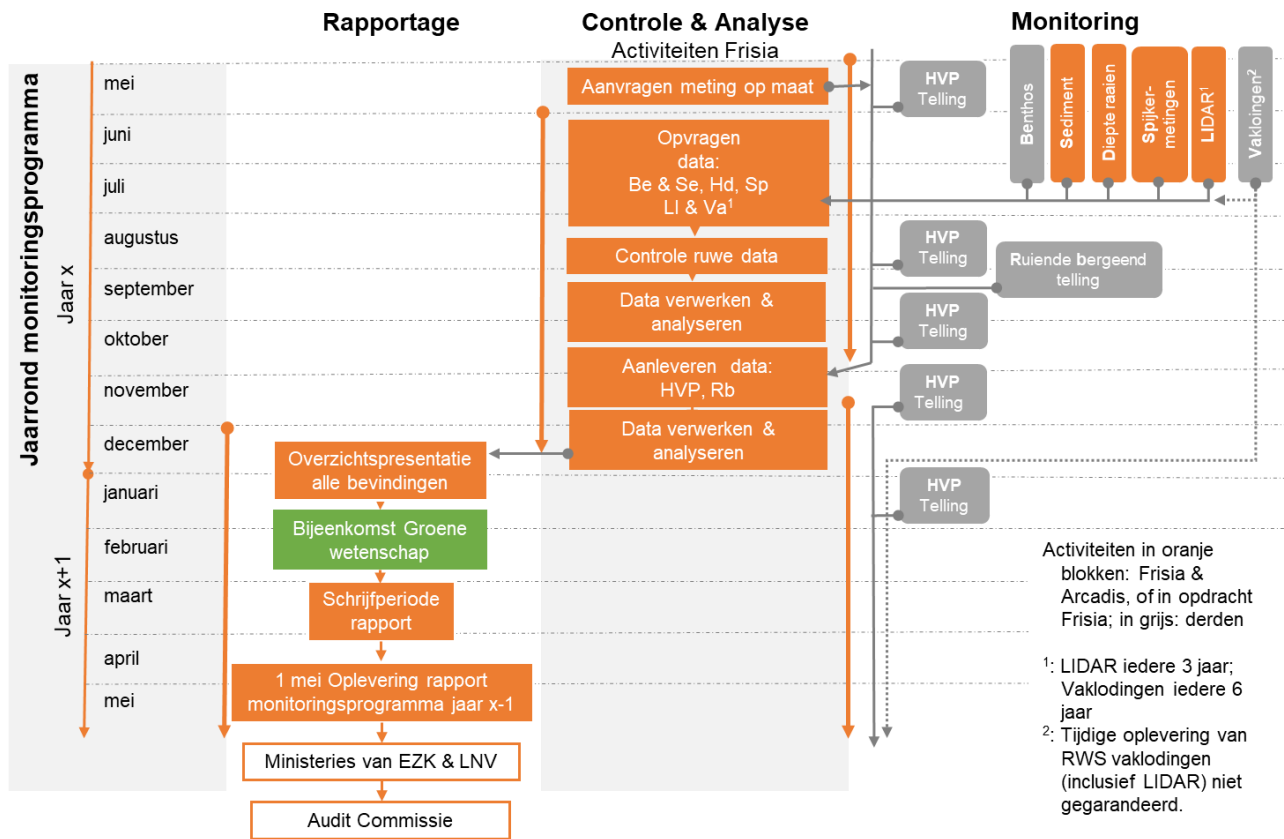 Rapportage
Controle & Analyse
Activiteiten Frisia
Monitoring
Jaarrond monitoringsprogramma
Jaar x
Jaar x+1
mei
juni
juli
augustus
september
oktober
november
december
januari
februari
maart
april
mei
Overzichtspresentatie
alle bevindingen
Bijeenkomst Groene
wetenschap
Schrijfperiode
rapport
1 mei Oplevering rapport
monitoringsprogramma jaar x-1
Ministeries van EZK & LNV
Audit Commissie
Aanvragen meting op maat
Opvragen
data:
Be & Se, Hd, Sp
LI & Va¹
Controle ruwe data
Data verwerken &
analyseren
Aanleveren data:
HVP, Rb
Data verwerken &
analyseren
HVP
Telling
Benthos
Sediment
Diepte raaien
Spijker-
metingen
LIDAR¹
Vakloingen²
HVP
Telling
Ruiende bergeend
telling
HVP
Telling
HVP
Telling
HVP
Telling
Activiteiten in oranje
blokken: Frisia &
Arcadis, of in opdracht
Frisia; in grijs: derden
¹: LIDAR iedere 3 jaar;
Vaklodingen iedere 6
jaar
²: Tijdige oplevering van
RWS vaklodingen
(inclusief LIDAR) niet
gegarandeerd.